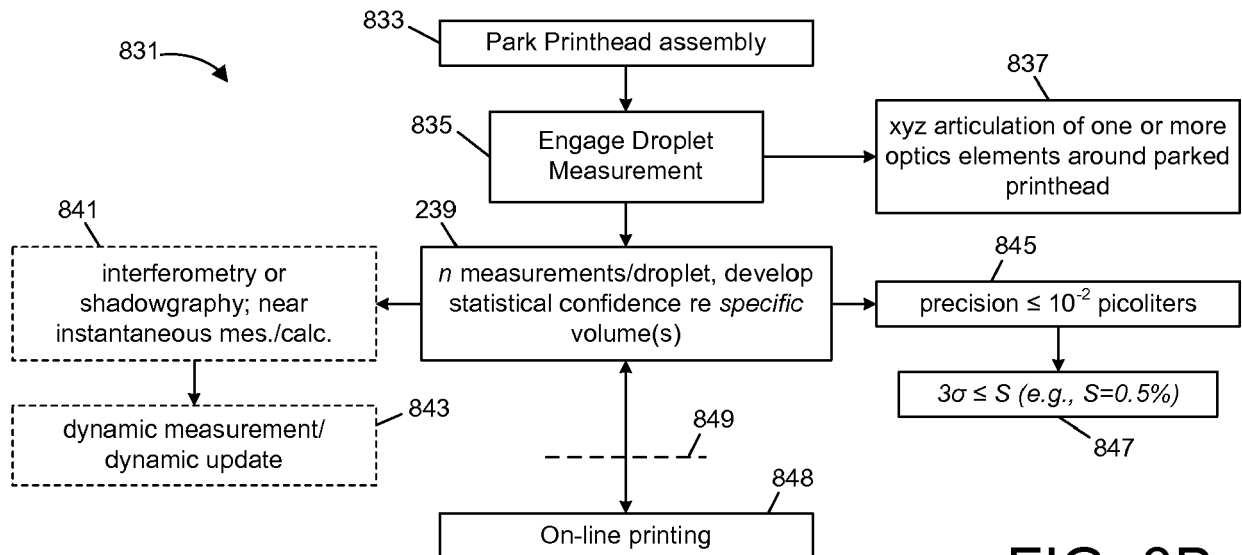 833
Park Printhead assembly
831
837
835
Engage Droplet
Measurement
xyz articulation of one or more
optics elements around parked
printhead
841
239
interferometry or
shadowgraphy; near
instantaneous mes./calc.
n measurements/droplet, develop
statistical confidence re specific
volume(s)
845
precision ≤ 10⁻² picoliters
3σ ≤ S (e.g., S=0.5%)
847
843
dynamic measurement/
dynamic update
849
848
On-line printing